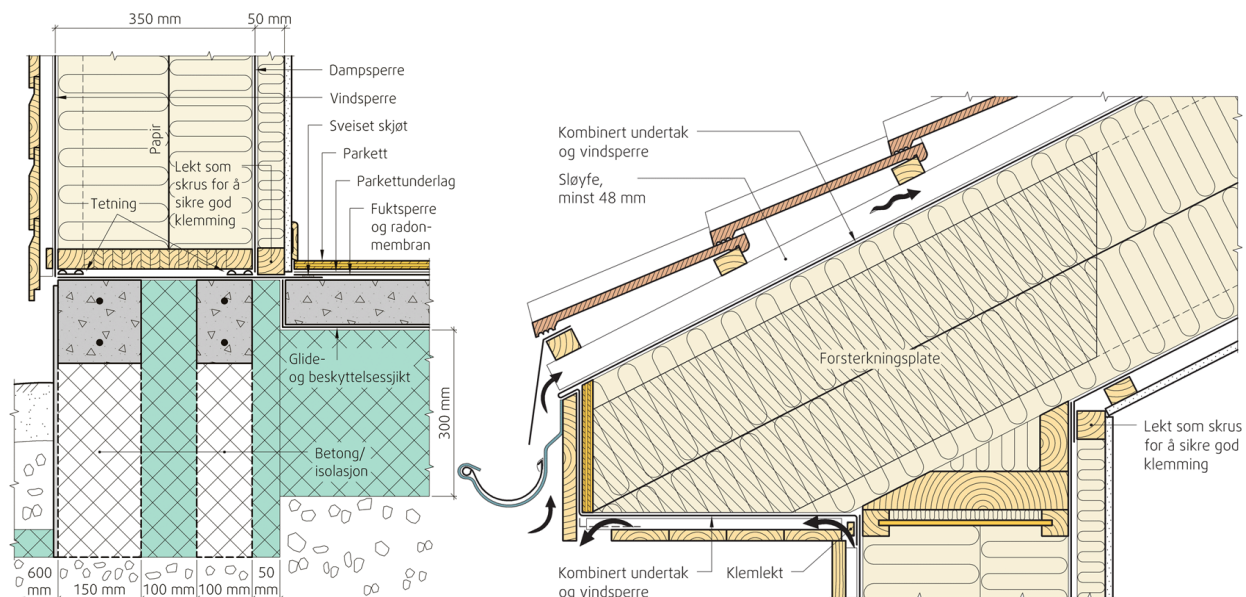 350 mm
50 mm
Dampsperre
Vindsperre
Sveiset skjøt
Parkett
Parkettunderlag
Fuktsperre
og radon-
membran
Papir
Lekt som
skrus for å
sikre god
klemming
Tetning
Glide-
og beskyttelsessjikt
300 mm
Betong/
isolasjon
600
mm
150 mm
100 mm
100 mm
50
mm
Kombinert undertak
og vindsperre
Sløyfe,
minst 48 mm
Forsterkningsplate
Lekt som skrus
for å sikre god
klemming
Kombinert undertak
og vindsperre
Klemlekt